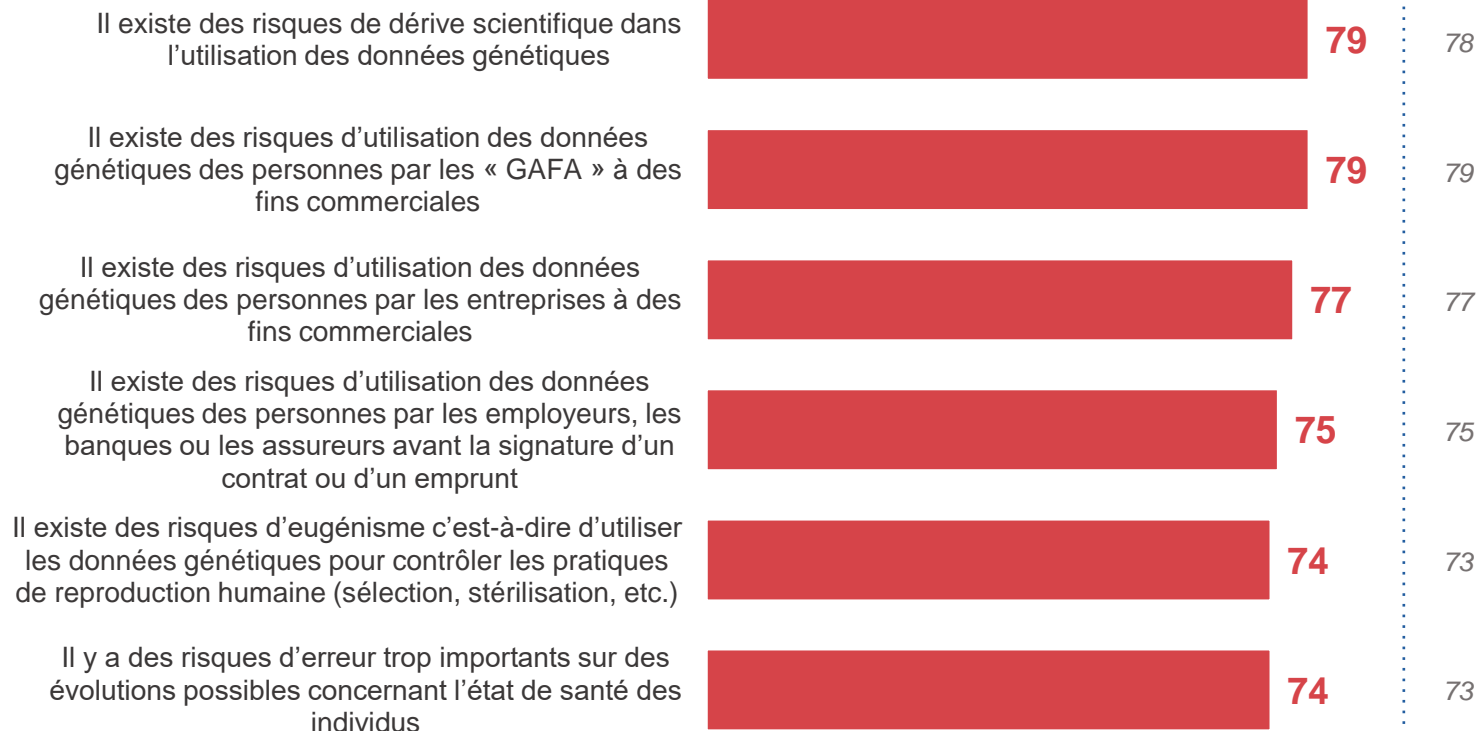 Il existe des risques de dérive scientifique dans
l’utilisation des données génétiques
79
78
Il existe des risques d’utilisation des données
génétiques des personnes par les « GAFA » à des
fins commerciales
79
79
Il existe des risques d’utilisation des données
génétiques des personnes par les entreprises à des
fins commerciales
77
77
Il existe des risques d’utilisation des données
génétiques des personnes par les employeurs, les
banques ou les assureurs avant la signature d’un
contrat ou d’un emprunt
75
75
Il existe des risques d’eugénisme c’est-à-dire d’utiliser
les données génétiques pour contrôler les pratiques
de reproduction humaine (sélection, stérilisation, etc.)
74
73
Il y a des risques d’erreur trop importants sur des
évolutions possibles concernant l’état de santé des
individus
74
73